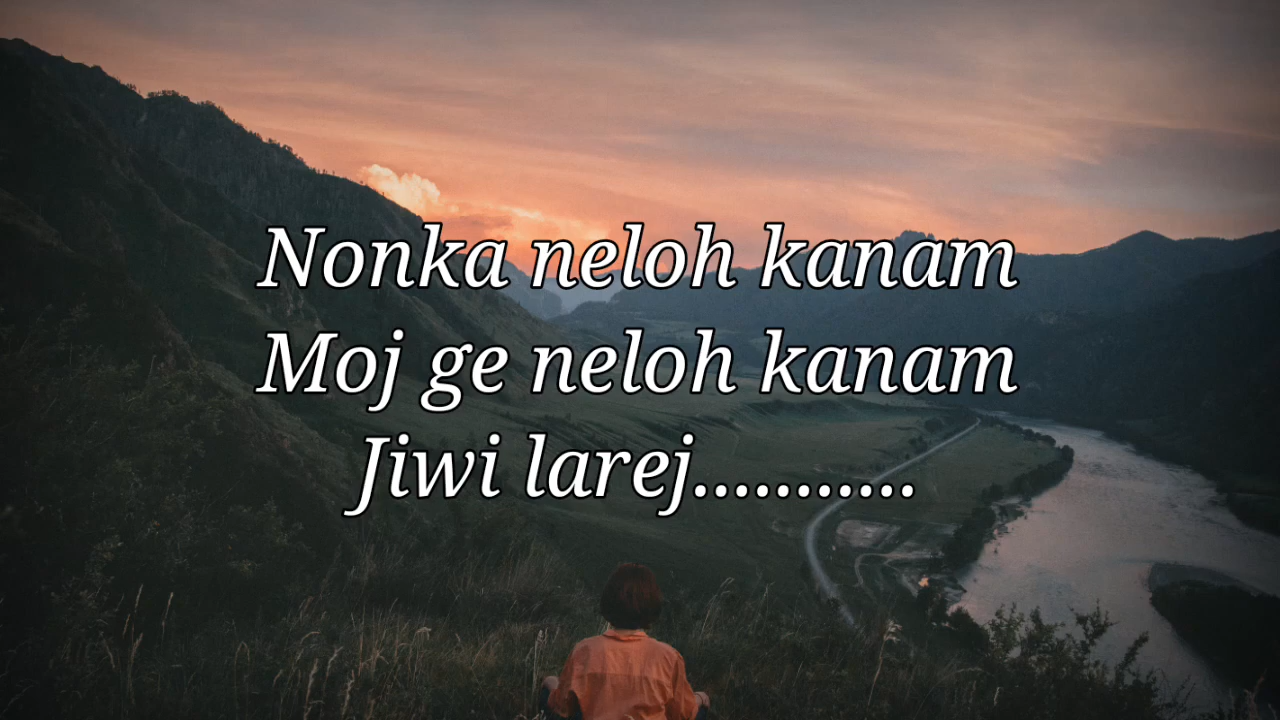 Nonka neloh kanam
Moj ge neloh kanam
Jiwi larej...........